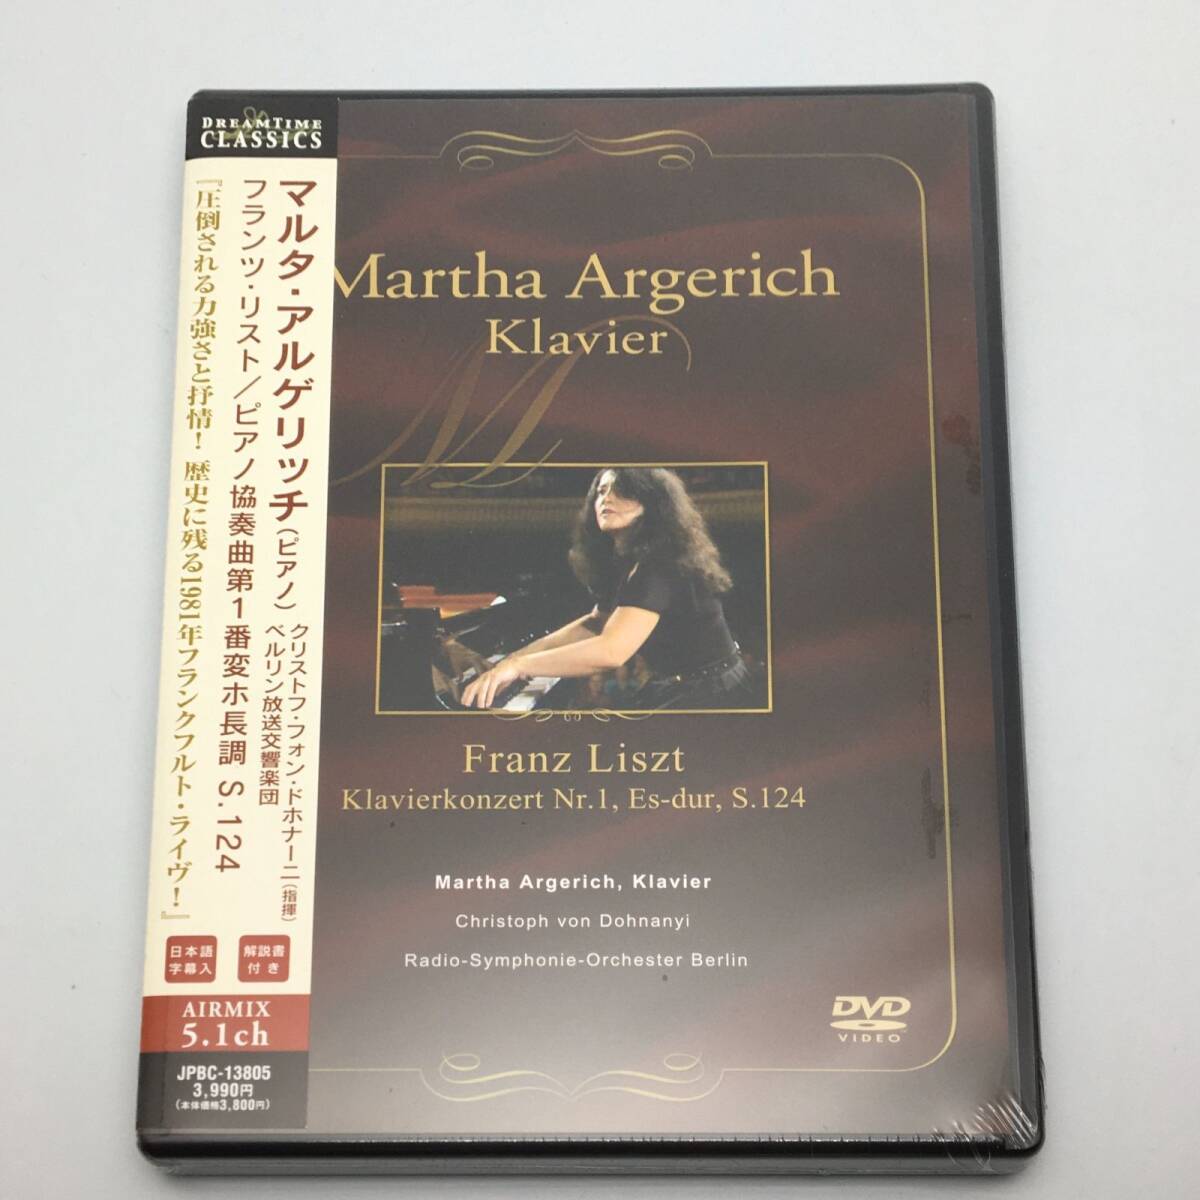 DREAMTIME
CLASSICS
マルタ・アルゲリッチ(ピアノ)
クリストフ・フォン・ドホナーニ(指揮)
ベルリン放送交響楽団
フランツ・リスト/ピアノ協奏曲第1番変ホ長調 S.124
『圧倒される力強さと抒情! 歴史に残る1981年フランクフルト・ライヴ!』
日本語
字幕入
解説書
付き
AIRMIX
5.1ch
JPBC-13805
3,990円
(本体価格3,800円)
Martha Argerich
Klavier
M
Franz Liszt
Klavierkonzert Nr.1, Es-dur, S.124
Martha Argerich, Klavier
Christoph von Dohnanyi
Radio-Symphonie-Orchester Berlin
DVD
VIDEO